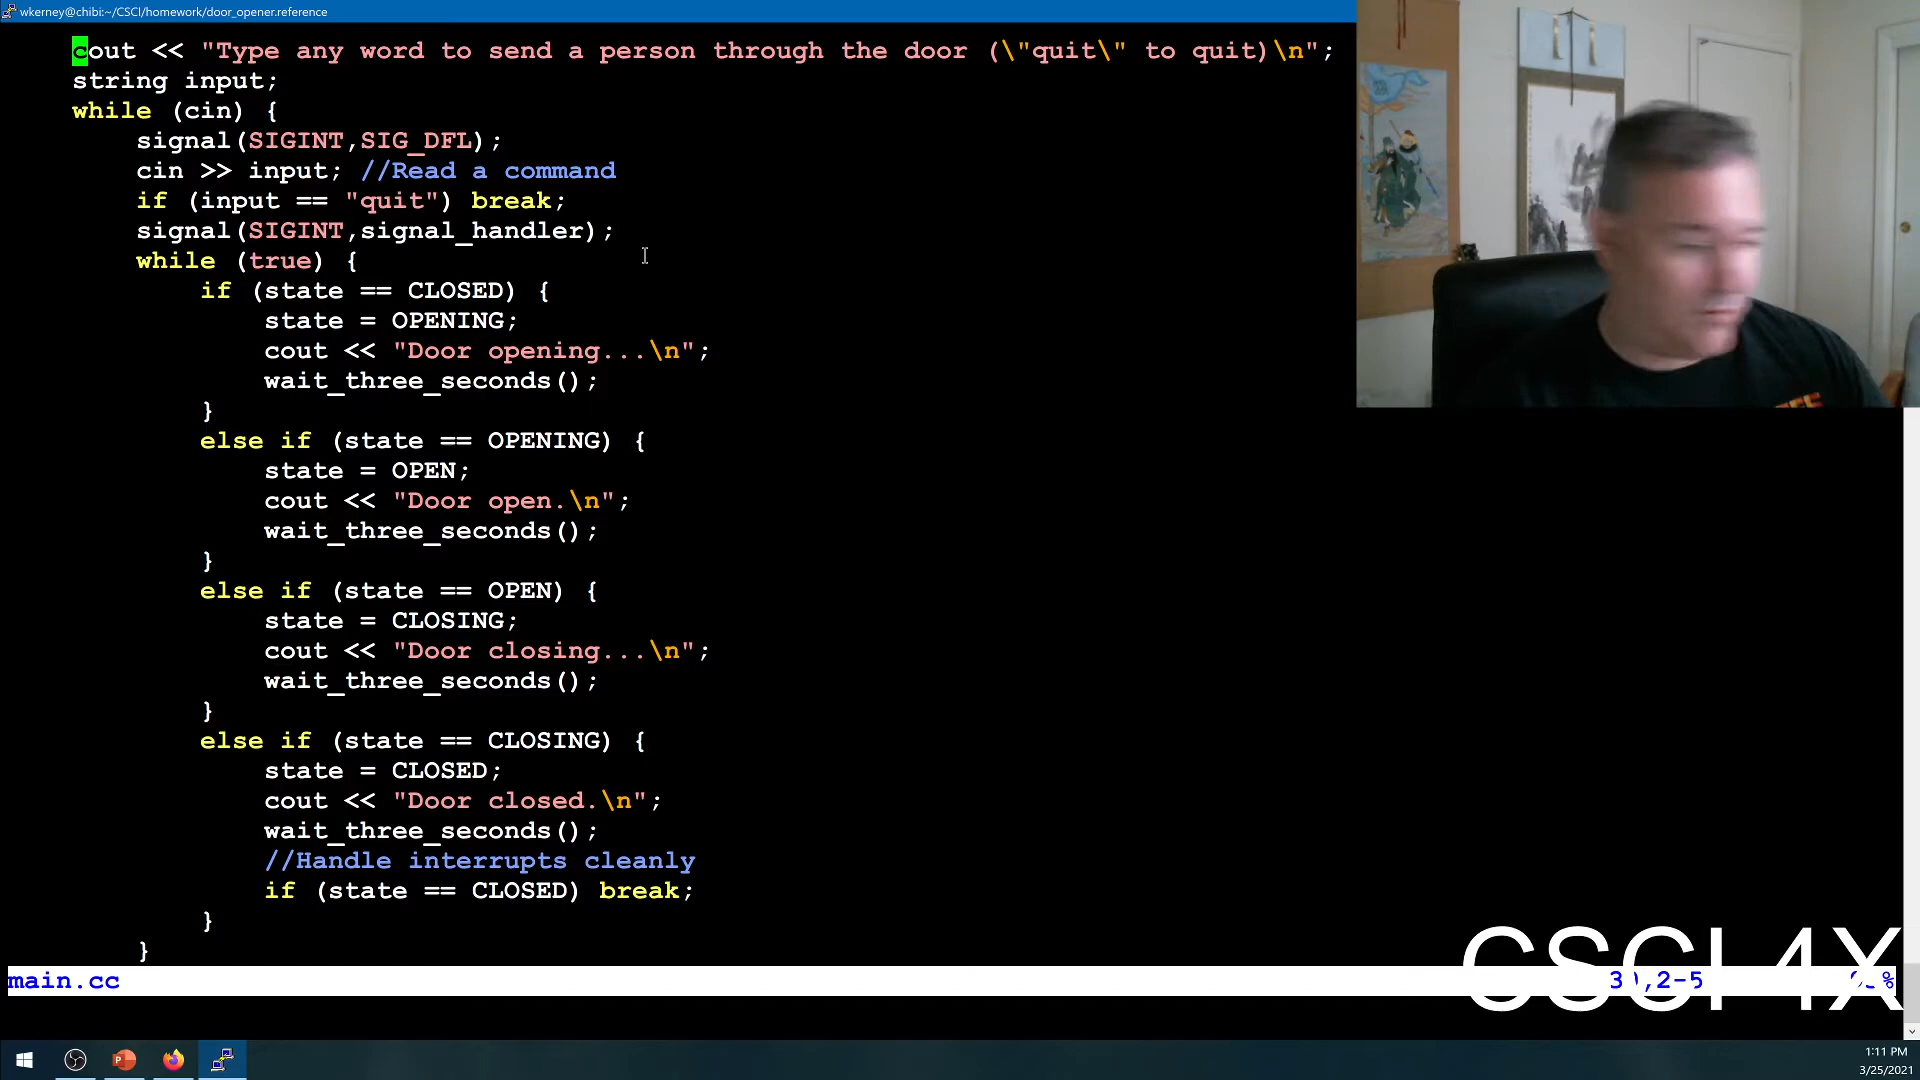 wkerney@chibi:~/CSCI/homework/door_opener.reference
cout << "Type any word to send a person through the door (\"quit\" to quit)\n";
string input;
while (cin) {
signal(SIGINT,SIG_DFL);
cin >> input; //Read a command
if (input == "quit") break;
signal(SIGINT,signal_handler);
while (true) {
if (state == CLOSED) {
state = OPENING;
cout << "Door opening...\n";
wait_three_seconds();
}
else if (state == OPENING) {
state = OPEN;
cout << "Door open.\n";
wait_three_seconds();
}
else if (state == OPEN) {
state = CLOSING;
cout << "Door closing...\n";
wait_three_seconds();
}
else if (state == CLOSING) {
state = CLOSED;
cout << "Door closed.\n";
wait_three_seconds();
//Handle interrupts cleanly
if (state == CLOSED) break;
}
}
main.cc
CSCI 4X
1:11 PM
3/25/2021